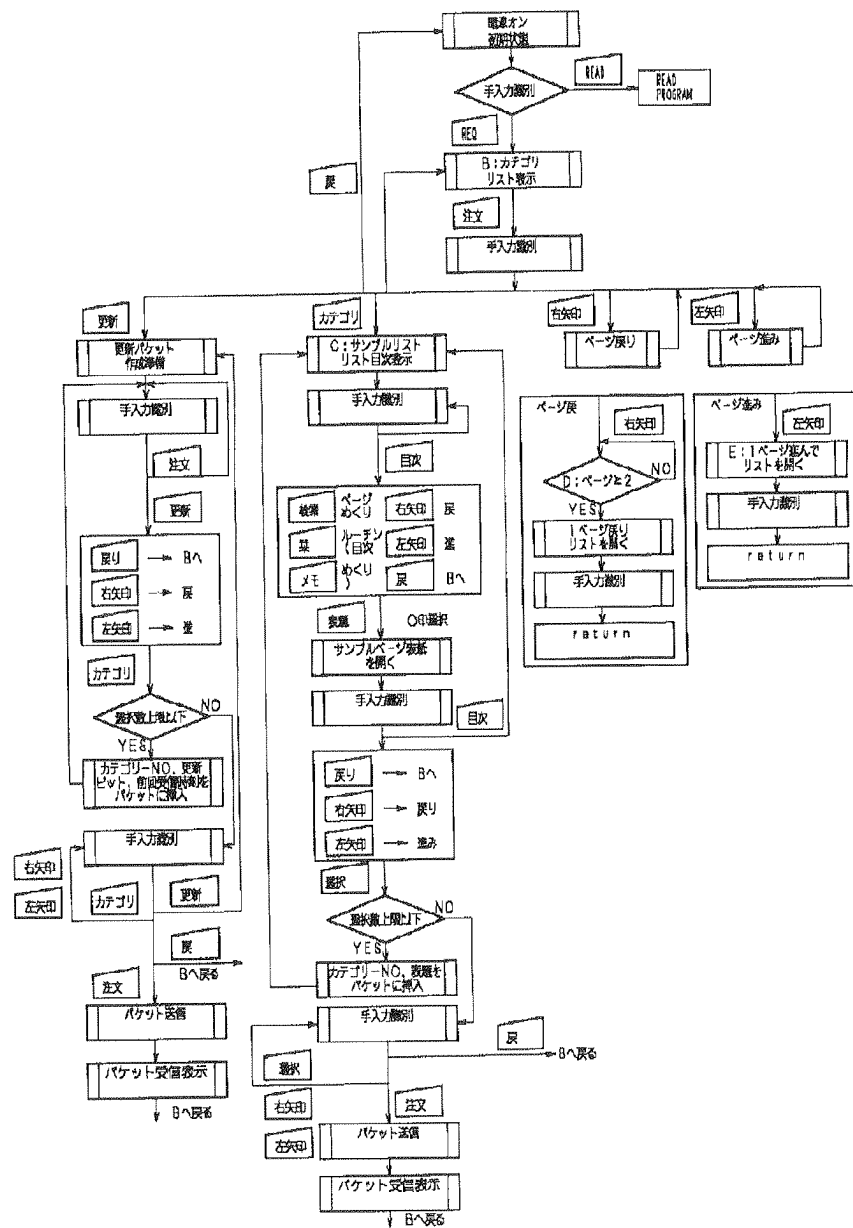 電源オン
初期状態
READ
手入力識別
READ
PROGRAM
REQ
B:カテゴリ
リスト表示
戻
注文
手入力識別
更新
カテゴリ
右矢印
左矢印
ページ戻り
ページ進み
更新パケット
作成準備
手入力識別
注文
更新
戻り → Bへ
右矢印 → 戻
左矢印 → 進
カテゴリ
選択数上限以下
NO
YES
カテゴリーNO、更新
ビット、前回受信時刻を
パケットに挿入
手入力識別
右矢印
左矢印
カテゴリ
更新
戻
Bへ戻る
注文
パケット送信
パケット受信表示
Bへ戻る
C:サンプルリスト
リスト目次表示
手入力識別
目次
検索 ページ 右矢印 戻
めくり
栞 ルーチン 左矢印 進
(目次
メモ めくり 戻 Bへ
)
表題
○印選択
サンプルページ表紙
を開く
手入力識別
目次
戻り → Bへ
右矢印 → 戻り
左矢印 → 進み
選択
選択数上限以下
NO
YES
カテゴリーNO、表題を
パケットに挿入
手入力識別
戻
Bへ戻る
選択
右矢印
左矢印
注文
パケット送信
パケット受信表示
Bへ戻る
ページ戻
右矢印
D:ページ≥2
NO
YES
1ページ戻り
リストを開く
手入力識別
return
ページ進み
左矢印
E:1ページ進んで
リストを開く
手入力識別
return